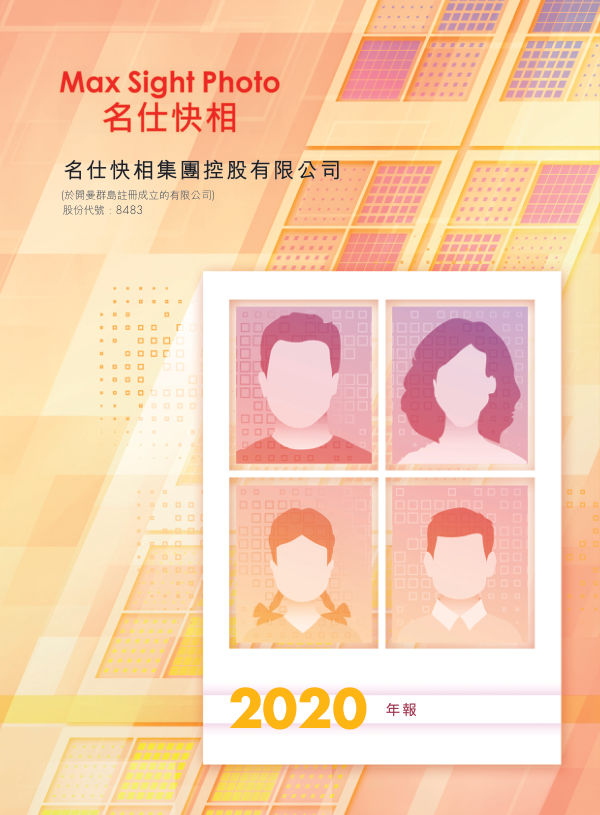 Max Sight Photo
名仕快相
名仕快相集團控股有限公司
(於開曼群島註冊成立的有限公司)
股份代號：8483
2020 年報